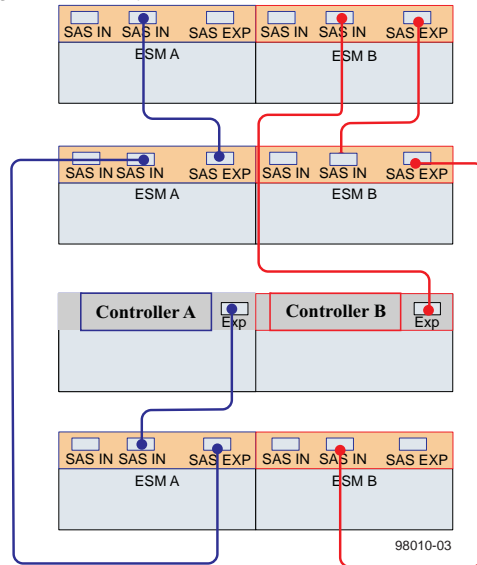 SAS IN SAS IN SAS EXP SAS IN SAS IN SAS EXP
ESM A ESM B
SAS IN SAS IN SAS EXP SAS IN SAS IN SAS EXP
ESM A ESM B
Controller A Exp Controller B Exp
SAS IN SAS IN SAS EXP SAS IN SAS IN SAS EXP
ESM A ESM B
98010-03